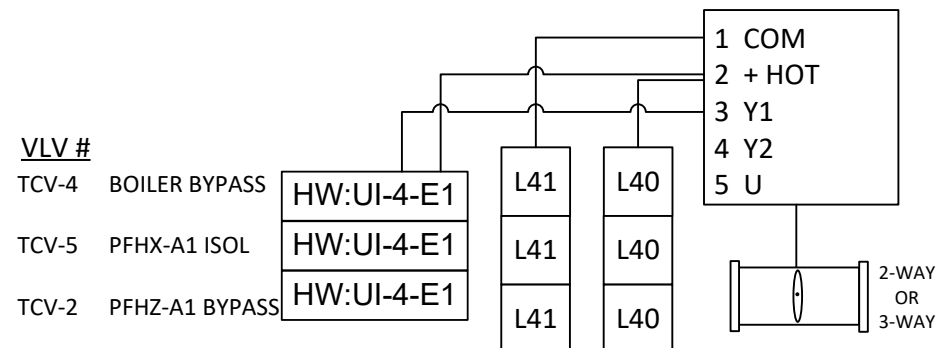 1 COM
2 + HOT
3 Y1
4 Y2
5 U
VLV #
TCV-4 BOILER BYPASS HW:UI-4-E1 L41 L40
TCV-5 PFHX-A1 ISOL HW:UI-4-E1 L41 L40
TCV-2 PFHZ-A1 BYPASS HW:UI-4-E1 L41 L40
2-WAY
OR
3-WAY